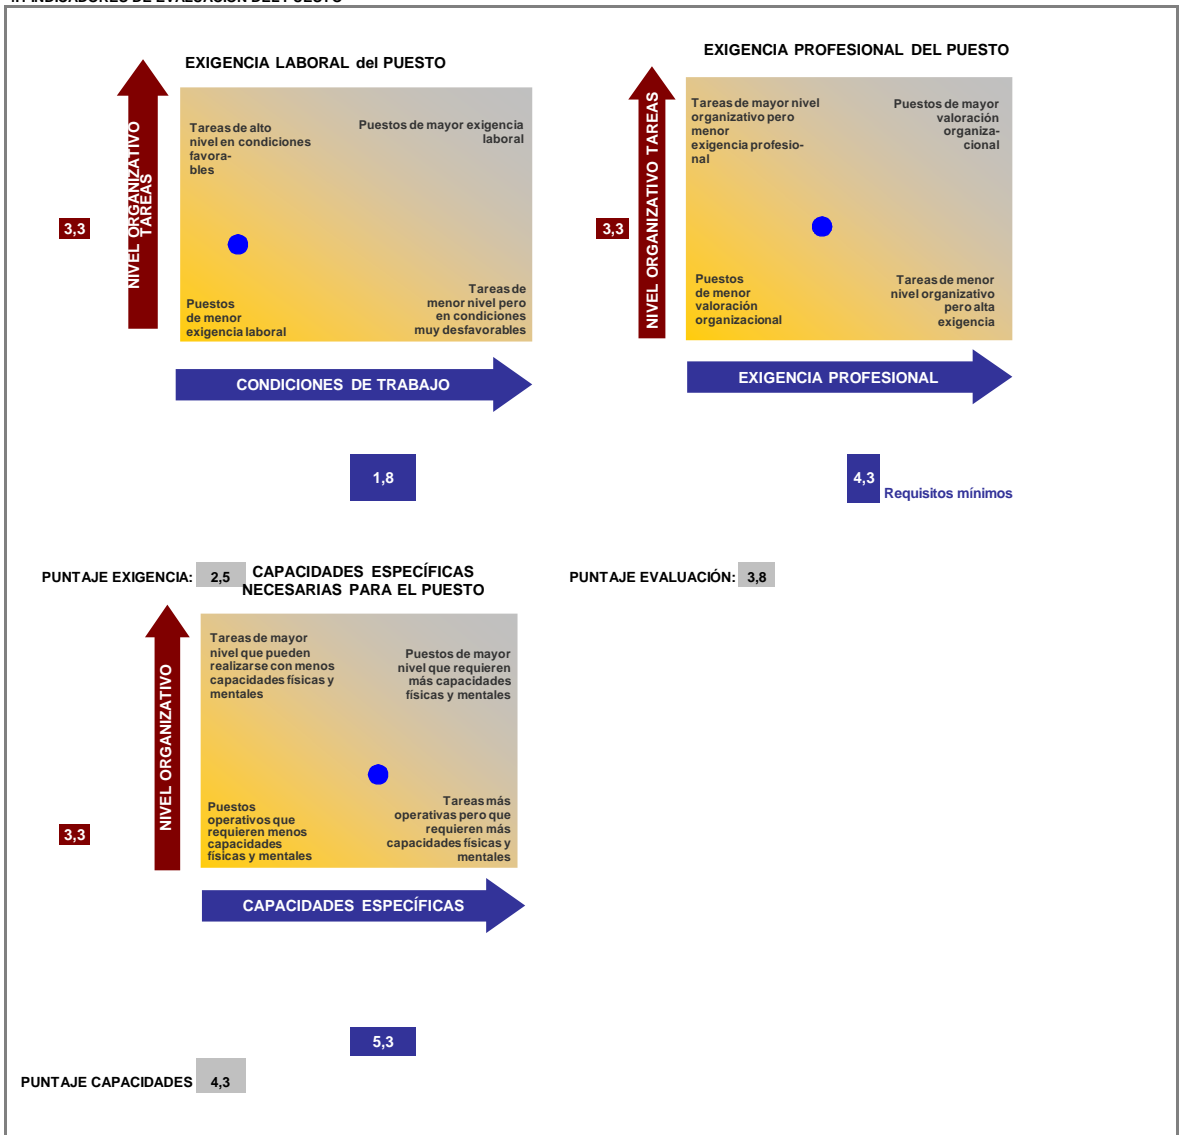 EXIGENCIA LABORAL del PUESTO
NIVEL ORGANIZATIVO
TAREAS
Tareas de alto
nivel en condiciones
favora-
bles
Puestos de mayor exigencia
laboral
3,3
Puestos
de menor
exigencia laboral
Tareas de
menor nivel pero
en condiciones
muy desfavorables
CONDICIONES DE TRABAJO
1,8
EXIGENCIA PROFESIONAL DEL PUESTO
NIVEL ORGANIZATIVO TAREAS
Tareas de mayor nivel
organizativo pero
menor
exigencia profesio-
nal
Puestos de mayor
valoración
organiza-
cional
3,3
Puestos
de menor
valoración
organizacional
Tareas de menor
nivel organizativo
pero alta
exigencia
EXIGENCIA PROFESIONAL
4,3
Requisitos mínimos
PUNTAJE EXIGENCIA: 2,5
PUNTAJE EVALUACIÓN: 3,8
CAPACIDADES ESPECÍFICAS
NECESARIAS PARA EL PUESTO
NIVEL ORGANIZATIVO
Tareas de mayor
nivel que pueden
realizarse con menos
capacidades físicas y
mentales
Puestos de mayor
nivel que requieren
más capacidades
físicas y mentales
3,3
Puestos
operativos que
requieren menos
capacidades
físicas y mentales
Tareas más
operativas pero que
requieren más
capacidades físicas y
mentales
CAPACIDADES ESPECÍFICAS
5,3
PUNTAJE CAPACIDADES 4,3